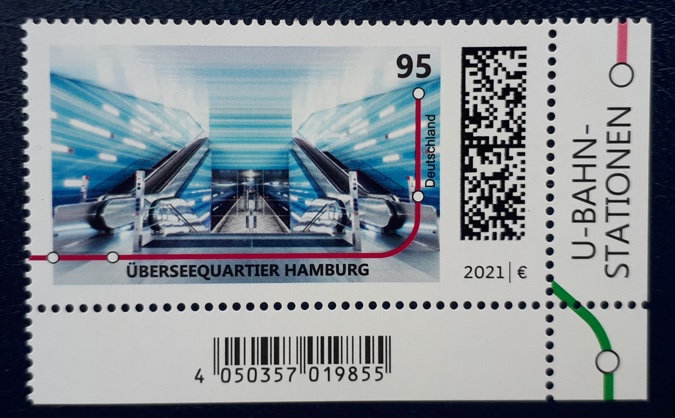 95
Deutschland
ÜBERSEEQUARTIER HAMBURG
2021 | €
U-BAHN-
STATIONEN
4 050357 019855